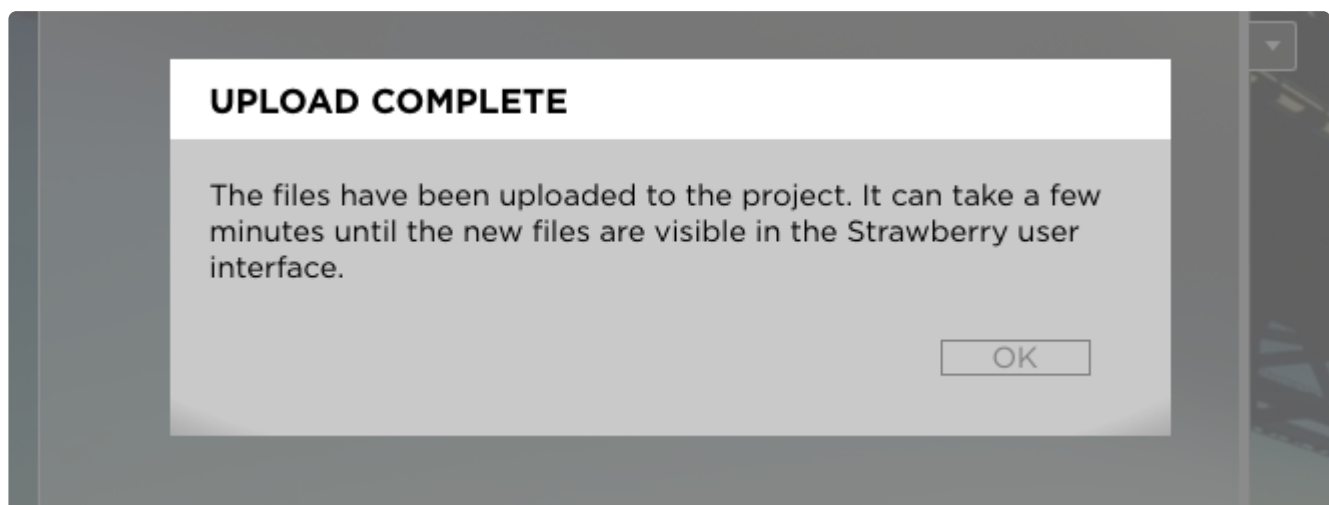 UPLOAD COMPLETE
The files have been uploaded to the project. It can take a few
minutes until the new files are visible in the Strawberry user
interface.
OK